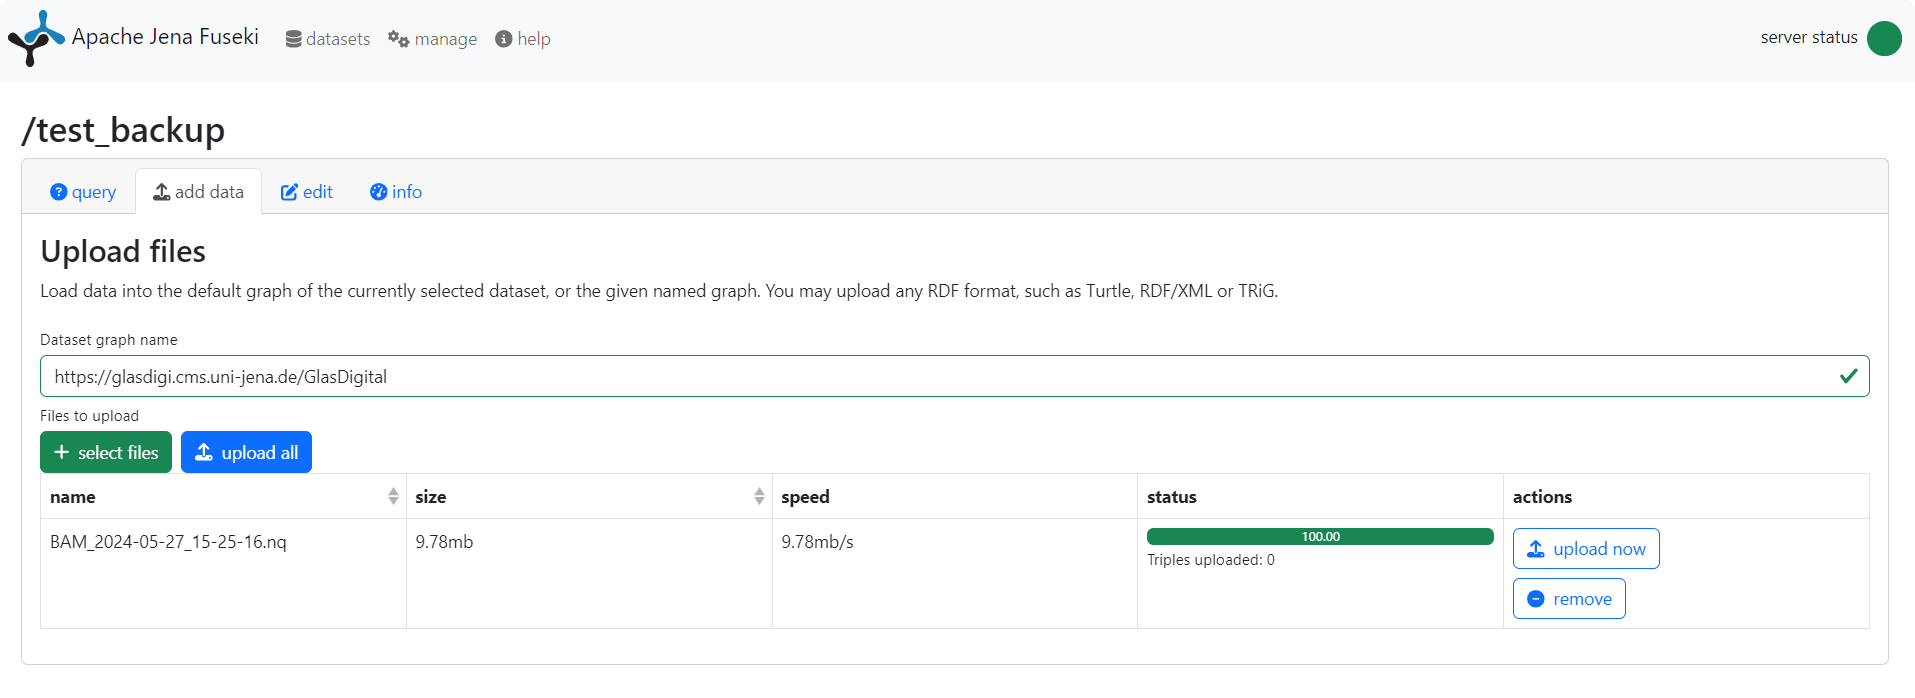 Apache Jena Fuseki datasets manage help server status
/test_backup
query add data edit info
Upload files
Load data into the default graph of the currently selected dataset, or the given named graph. You may upload any RDF format, such as Turtle, RDF/XML or TRiG.
Dataset graph name
https://glasdigi.cms.uni-jena.de/GlasDigital
Files to upload
select files upload all
name size speed status actions
BAM_2024-05-27_15-25-16.nq 9.78mb 9.78mb/s 100.00 upload now
Triples uploaded: 0
remove